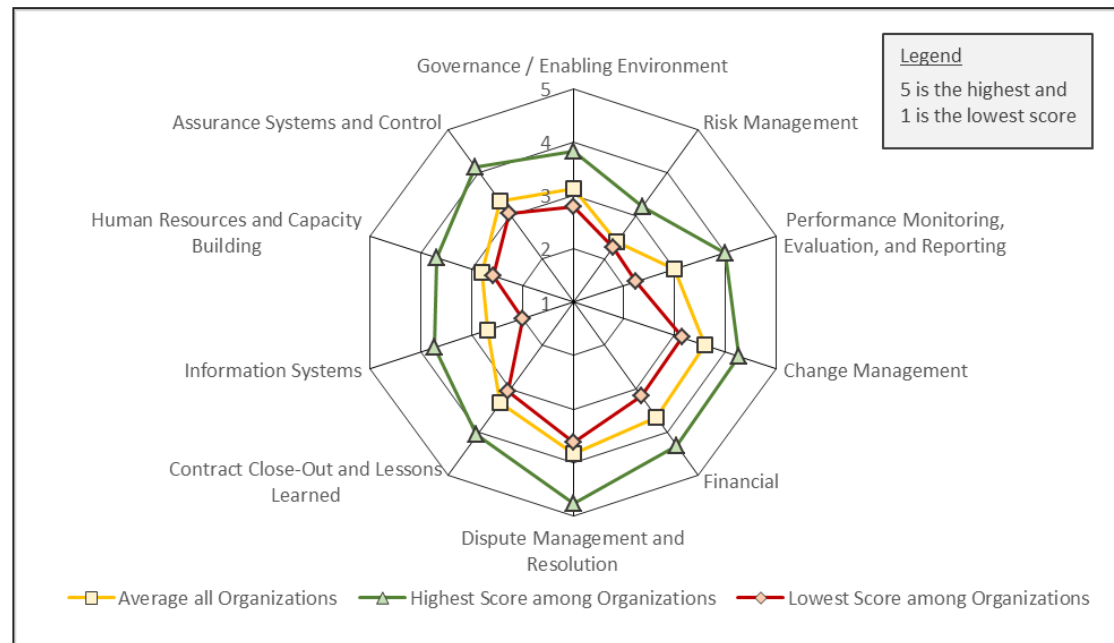 Legend
5 is the highest and
1 is the lowest score
Governance / Enabling Environment
5
4
3
2
1
Risk Management
Performance Monitoring,
Evaluation, and Reporting
Change Management
Financial
Dispute Management and
Resolution
Contract Close-Out and Lessons
Learned
Information Systems
Human Resources and Capacity
Building
Assurance Systems and Control
Average all Organizations
Highest Score among Organizations
Lowest Score among Organizations